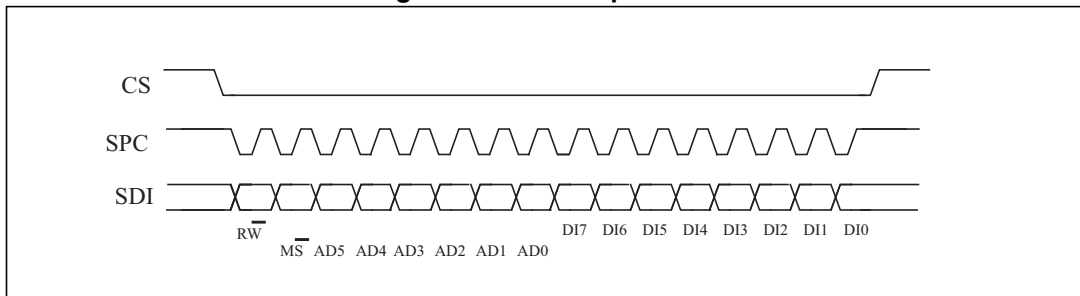 CS
SPC
SDI
RW̅ DI7 DI6 DI5 DI4 DI3 DI2 DI1 DI0
MS̅ AD5 AD4 AD3 AD2 AD1 AD0